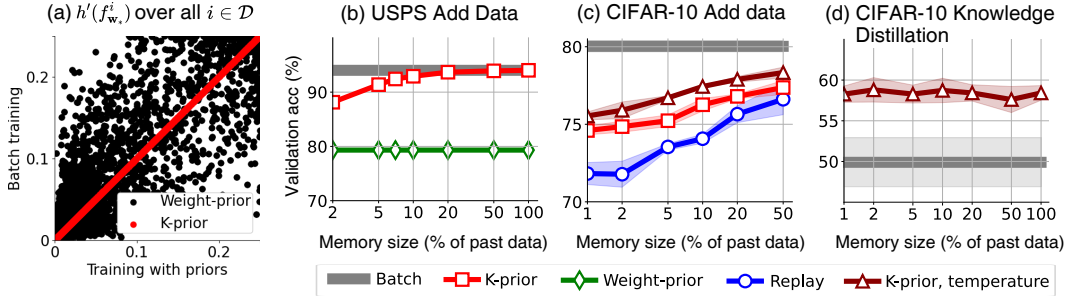 (a) h′(f^i_w*) over all i ∈ D
Batch training
0.2
0.1
0
0.1
0.2
Training with priors
Weight-prior
K-prior
(b) USPS Add Data
Validation acc (%)
90
80
70
2
5
10
20
50
100
Memory size (% of past data)
(c) CIFAR-10 Add data
80
75
70
1
2
5
10
20
50
Memory size (% of past data)
(d) CIFAR-10 Knowledge
Distillation
60
50
1
2
5
10
20
50
100
Memory size (% of past data)
Batch
K-prior
Weight-prior
Replay
K-prior, temperature